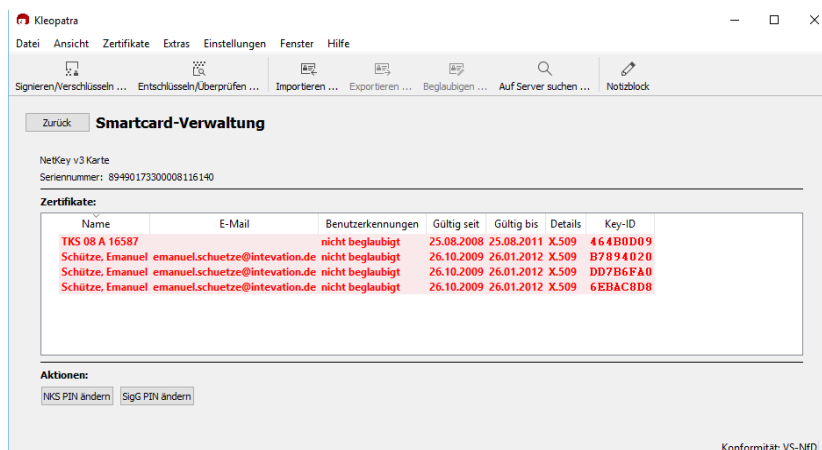 Kleopatra
Datei Ansicht Zertifikate Extras Einstellungen Fenster Hilfe
Signieren/Verschlüsseln ... Entschlüsseln/Überprüfen ... Importieren ... Exportieren ... Beglaubigen ... Auf Server suchen ... Notizblock
Zurück Smartcard-Verwaltung
NetKey v3 Karte
Seriennummer: 89490173300008116140
Zertifikate:
Name E-Mail Benutzerkennungen Gültig seit Gültig bis Details Key-ID
TKS 08 A 16587 nicht beglaubigt 25.08.2008 25.08.2011 X.509 464B0D09
Schütze, Emanuel emanuel.schuetze@intevation.de nicht beglaubigt 26.10.2009 26.01.2012 X.509 B7894020
Schütze, Emanuel emanuel.schuetze@intevation.de nicht beglaubigt 26.10.2009 26.01.2012 X.509 DD7B6FA0
Schütze, Emanuel emanuel.schuetze@intevation.de nicht beglaubigt 26.10.2009 26.01.2012 X.509 6EBAC8D8
Aktionen:
NKS PIN ändern SigG PIN ändern
Konformität: VS-NfD